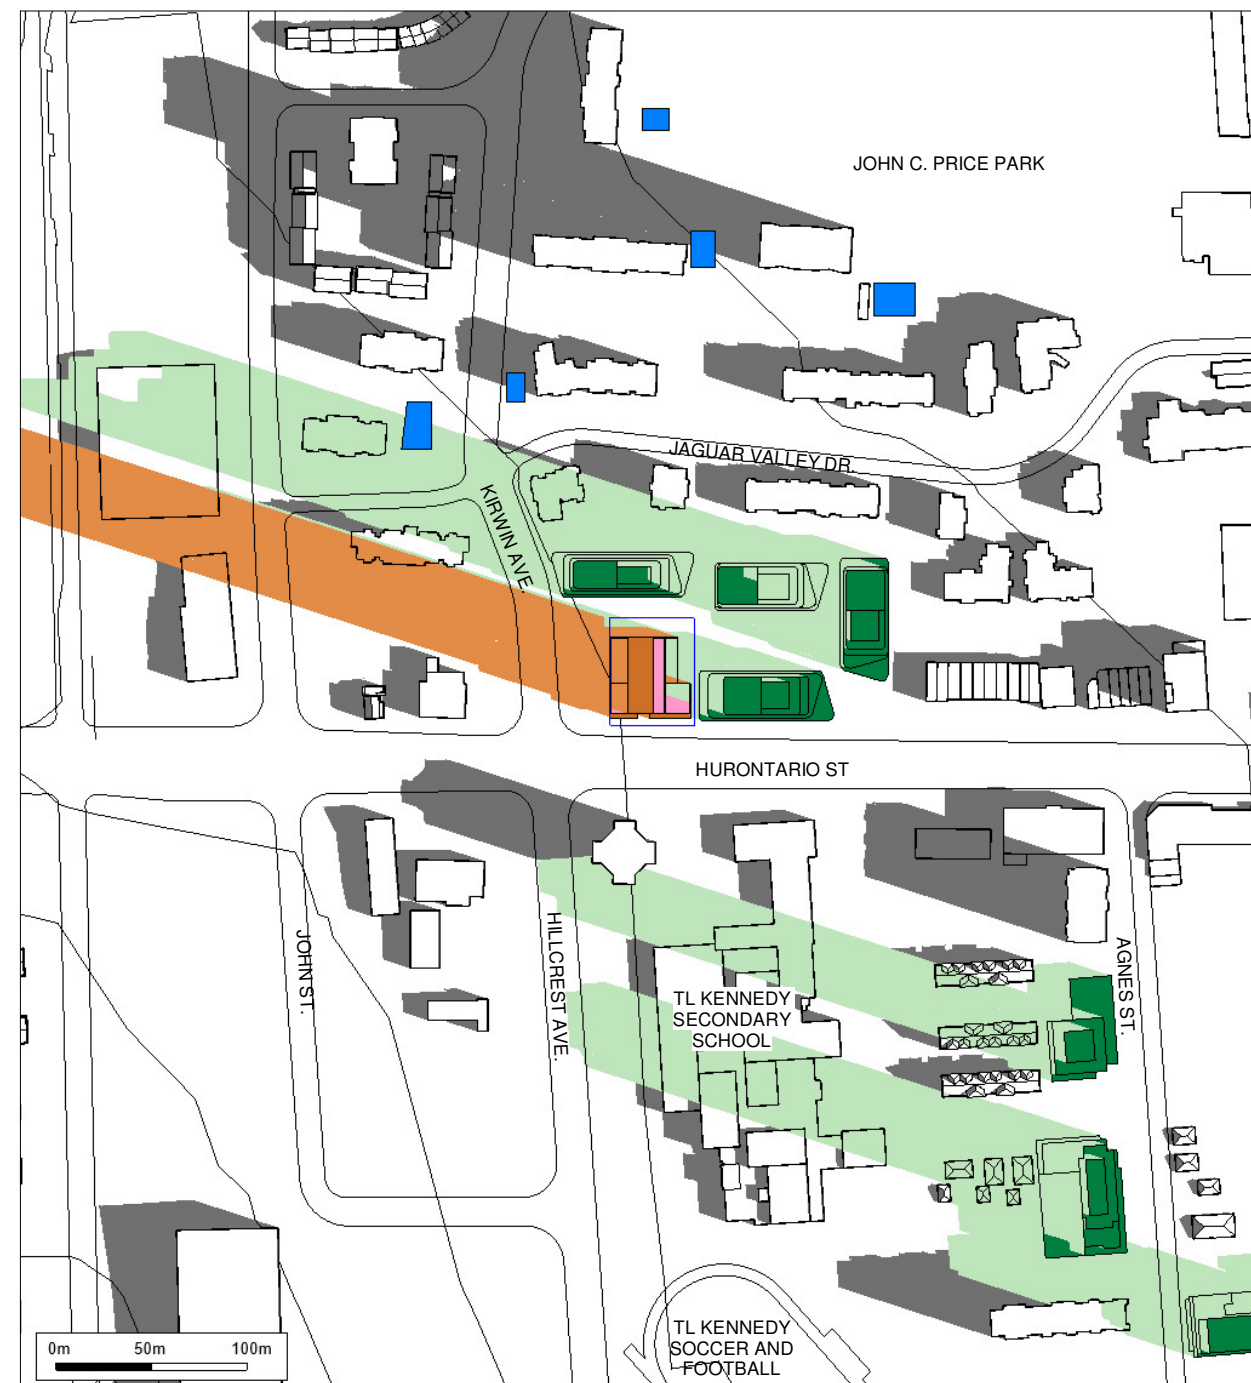 JOHN C. PRICE PARK
JAGUAR VALLEY DR.
KIRWIN AVE.
HURONTARIO ST
JOHN ST.
HILLCREST AVE.
AGNES ST.
TL KENNEDY
SECONDARY
SCHOOL
TL KENNEDY
SOCCER AND
FOOTBALL
0m 50m 100m